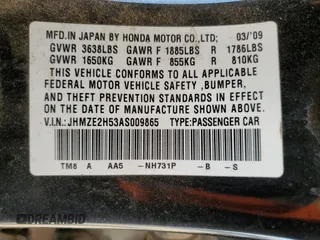 MFD.IN JAPAN BY HONDA MOTOR CO.,LTD. 03/'09
GVWR 3638LBS GAWR F 1885LBS R 1786LBS
GVWR 1650KG GAWR F 855KG R 810KG
THIS VEHICLE CONFORMS TO ALL APPLICABLE
FEDERAL MOTOR VEHICLE SAFETY ,BUMPER,
AND THEFT PREVENTION STANDARDS IN
EFFECT ON THE DATE OF MANUFACTURE
SHOWN ABOVE.
V.I.N.:JHMZE2H53AS009865 TYPE:PASSENGER CAR
TM8 A AA5 -NH731P -B -S
DREAMBID